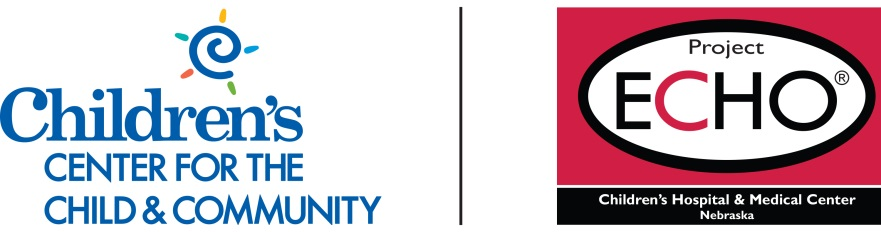 Children's
CENTER FOR THE
CHILD & COMMUNITY
Project
ECHO®
Children's Hospital & Medical Center
Nebraska